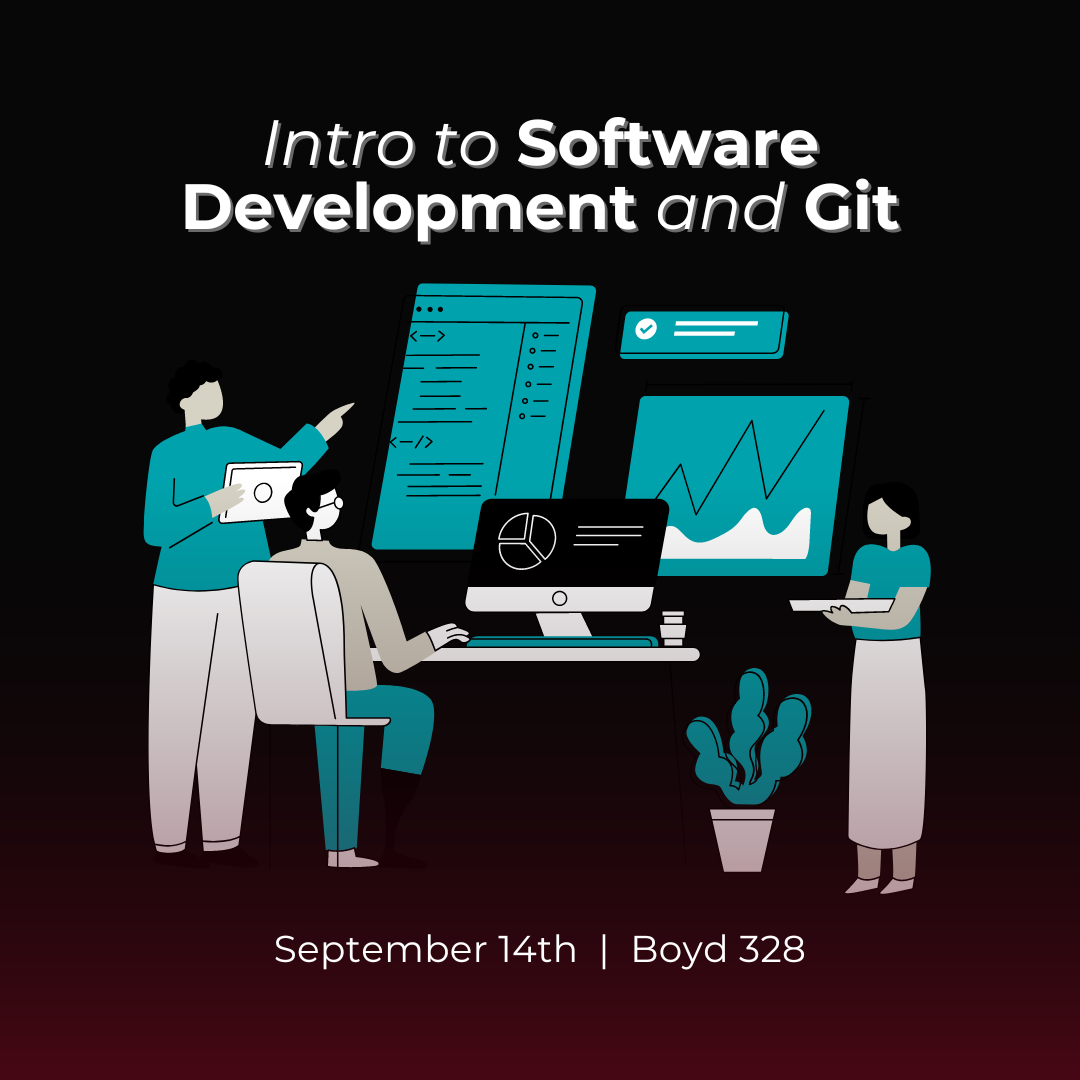 Intro to Software
Development and Git
<->
</>
September 14th | Boyd 328